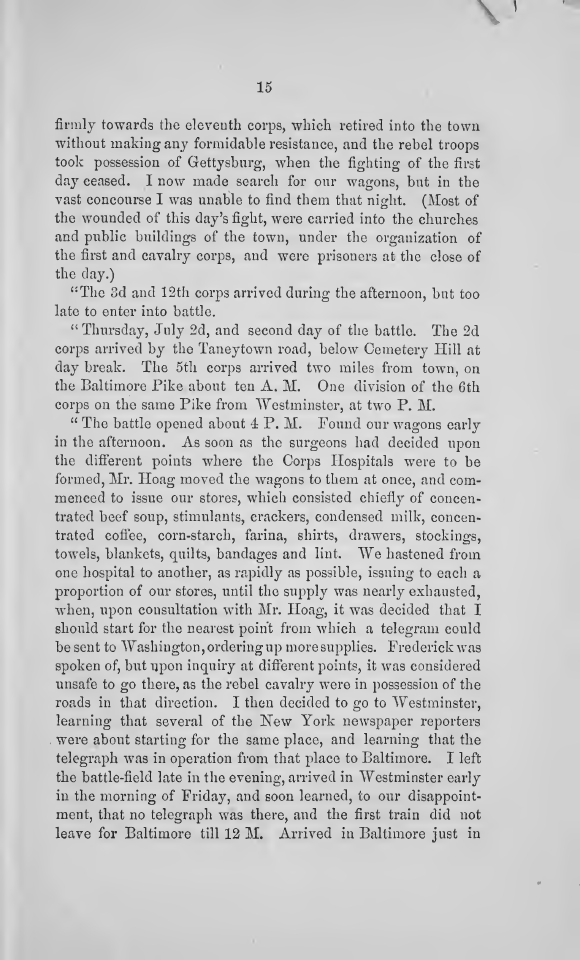 15
firmly towards the eleventh corps, which retired into the town
without making any formidable resistance, and the rebel troops
took possession of Gettysburg, when the fighting of the first
day ceased. I now made search for our wagons, but in the
vast concourse I was unable to find them that night. (Most of
the wounded of this day's fight, were carried into the churches
and public buildings of the town, under the organization of
the first and cavalry corps, and were prisoners at the close of
the day.)
"The 3d and 12th corps arrived during the afternoon, but too
late to enter into battle.
"Thursday, July 2d, and second day of the battle. The 2d
corps arrived by the Taneytown road, below Cemetery Hill at
day break. The 5th corps arrived two miles from town, on
the Baltimore Pike about ten A. M. One division of the 6th
corps on the same Pike from Westminster, at two P. M.
"The battle opened about 4 P. M. Found our wagons early
in the afternoon. As soon as the surgeons had decided upon
the different points where the Corps Hospitals were to be
formed, Mr. Hoag moved the wagons to them at once, and com-
menced to issue our stores, which consisted chiefly of concen-
trated beef soup, stimulants, crackers, condensed milk, concen-
trated coffee, corn-starch, farina, shirts, drawers, stockings,
towels, blankets, quilts, bandages and lint. We hastened from
one hospital to another, as rapidly as possible, issuing to each a
proportion of our stores, until the supply was nearly exhausted,
when, upon consultation with Mr. Hoag, it was decided that I
should start for the nearest point from which a telegram could
be sent to Washington, ordering up more supplies. Frederick was
spoken of, but upon inquiry at different points, it was considered
unsafe to go there, as the rebel cavalry were in possession of the
roads in that direction. I then decided to go to Westminster,
learning that several of the New York newspaper reporters
were about starting for the same place, and learning that the
telegraph was in operation from that place to Baltimore. I left
the battle-field late in the evening, arrived in Westminster early
in the morning of Friday, and soon learned, to our disappoint-
ment, that no telegraph was there, and the first train did not
leave for Baltimore till 12 M. Arrived in Baltimore just in